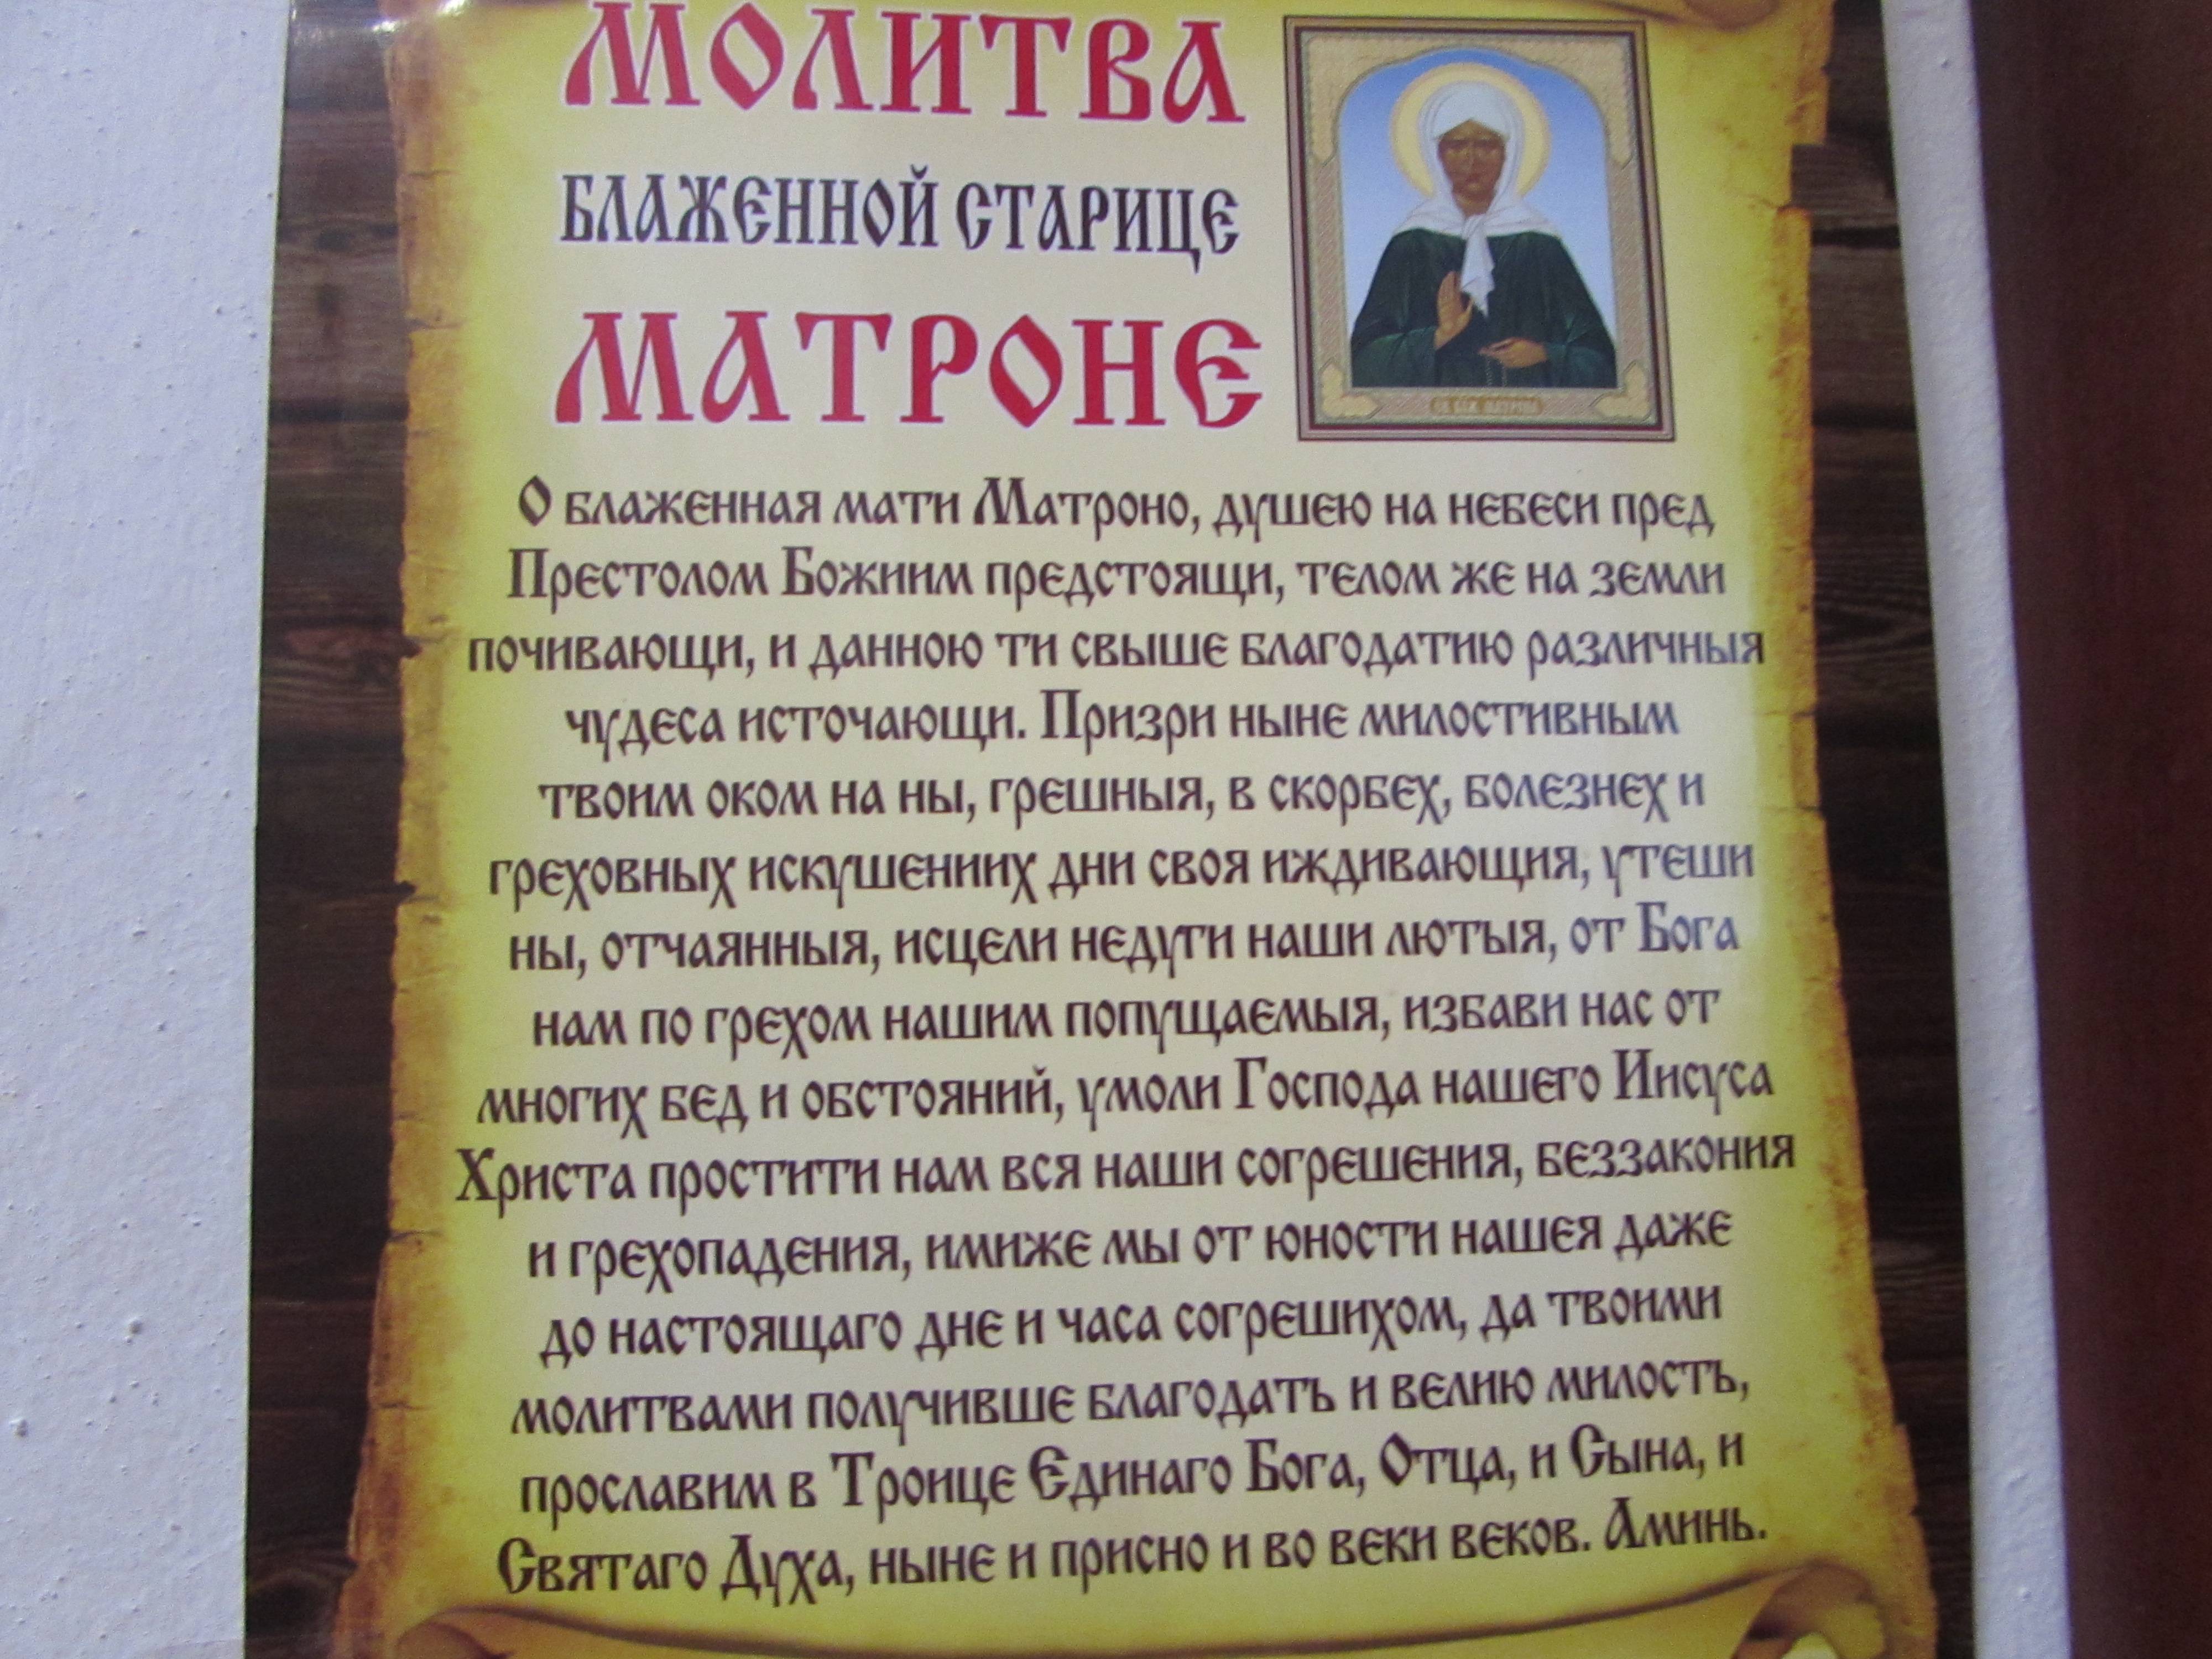 МОЛИТВА
БЛАЖЕННОЙ СТАРИЦЕ
МАТРОНЕ
О блаженная мати Матроно, душею на небеси пред
Престолом Божиим предстоящи, телом же на земли
почивающи, и данною ти свыше благодатию различныя
чудеса источающи. Призри ныне милостивным
твоим оком на ны, грешныя, в скорбех, болезнех и
греховных искушениих дни своя иждивающия, утеши
ны, отчаянныя, исцели недуги наши лютыя, от Бога
нам по грехом нашим попущаемыя, избави нас от
многих бед и обстояний, умоли Господа нашего Иисуса
Христа простити нам вся наши согрешения, беззакония
и грехопадения, имиже мы от юности нашея даже
до настоящаго дне и часа согрешихом, да твоими
молитвами получивше благодать и велию милость,
прославим в Троице Единаго Бога, Отца, и Сына, и
Святаго Духа, ныне и присно и во веки веков. Аминь.